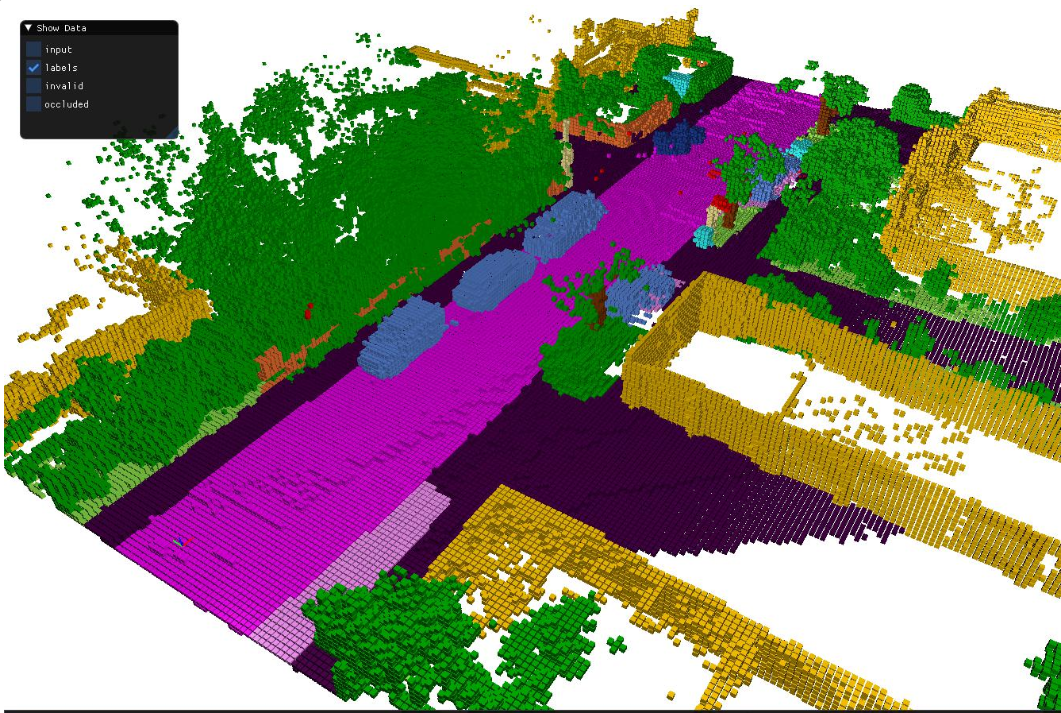 Show Data
input
labels
invalid
occluded